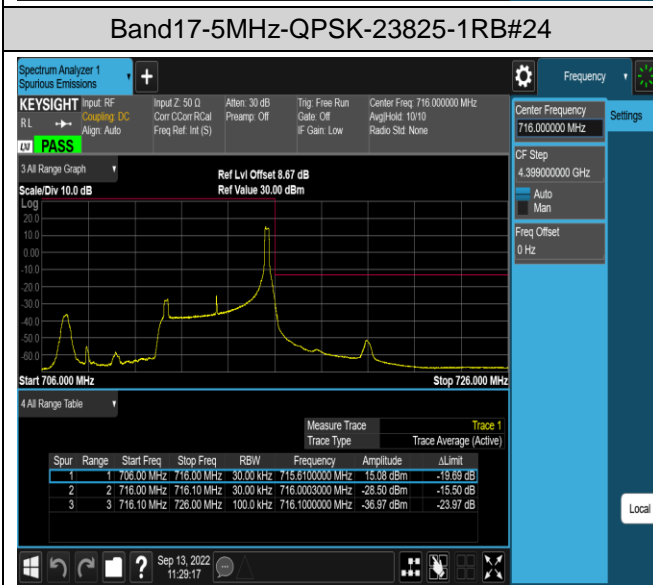 Band17-5MHz-QPSK-23825-1RB#24
Spectrum Analyzer 1
Spurious Emissions
Frequency
KEYSIGHT Input: RF Input Z: 50 Ω Atten: 30 dB Trig: Free Run Center Freq: 716.000000 MHz
RL Coupling: DC Corr CCorr RCal Preamp: Off Gate: Off Avg|Hold: 10/10
Align: Auto Freq Ref: Int (S) IF Gain: Low Radio Std: None
LXI PASS
Center Frequency
716.000000 MHz
Settings
CF Step
4.399000000 GHz
Auto
Man
Freq Offset
0 Hz
3 All Range Graph
Ref Lvl Offset 8.67 dB
Scale/Div 10.0 dB Ref Value 30.00 dBm
Log
20.0
10.0
0.00
-10.0
-20.0
-30.0
-40.0
-50.0
-60.0
Start 706.000 MHz Stop 726.000 MHz
4 All Range Table
Measure Trace Trace 1
Trace Type Trace Average (Active)
Spur Range Start Freq Stop Freq RBW Frequency Amplitude ΔLimit
1 1 706.00 MHz 716.00 MHz 30.00 kHz 715.6100000 MHz 15.08 dBm -19.69 dB
2 2 716.00 MHz 716.10 MHz 30.00 kHz 716.0003000 MHz -28.50 dBm -15.50 dB
3 3 716.10 MHz 726.00 MHz 100.0 kHz 716.1000000 MHz -36.97 dBm -23.97 dB
Local
Sep 13, 2022
11:29:17